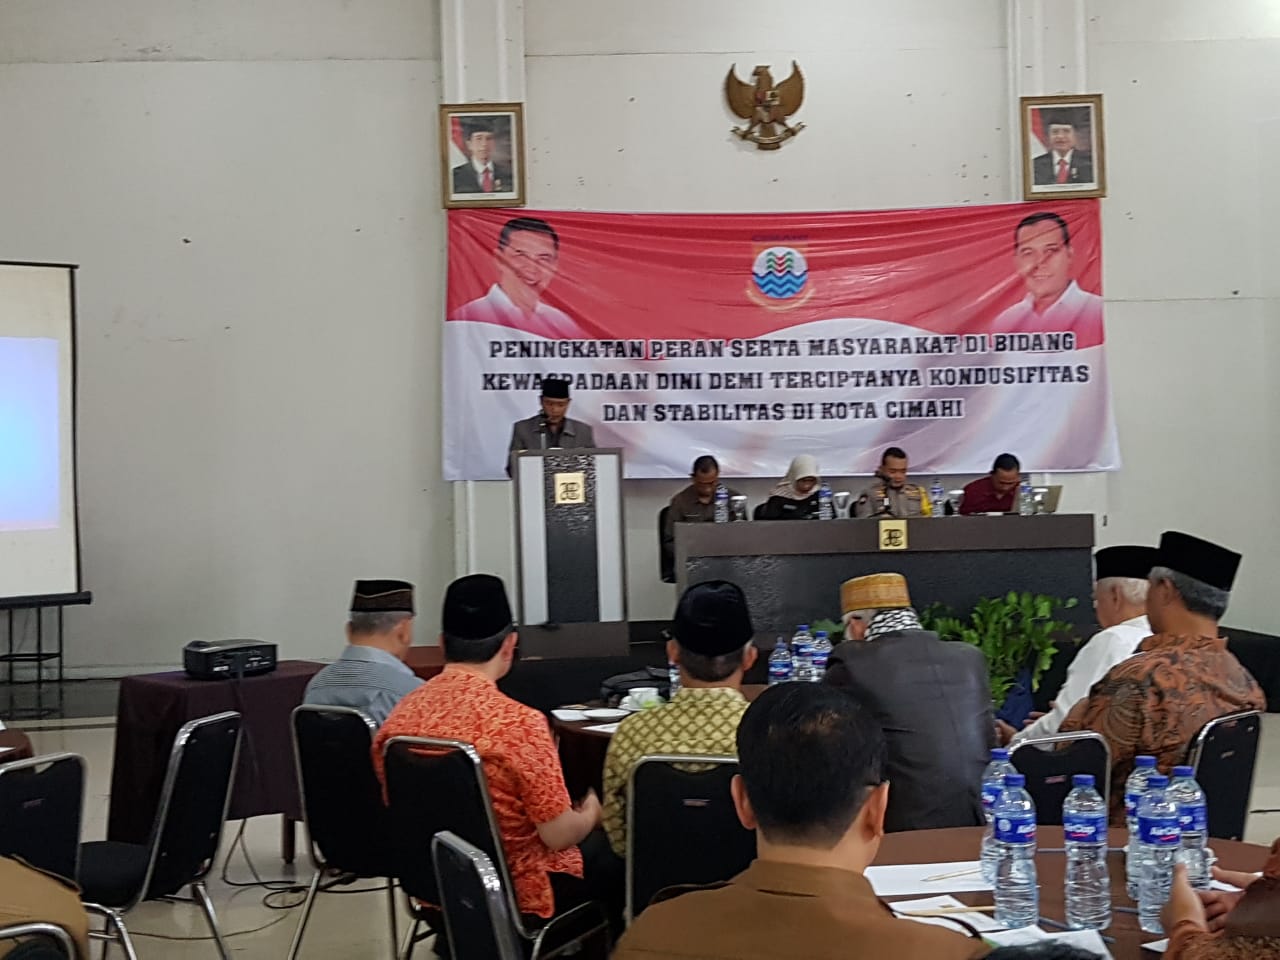 PENINGKATAN PERAN SERTA MASYARAKAT DI BIDANG
KEWASPADAAN DINI DEMI TERCIPTANYA KONDUSIFITAS
DAN STABILITAS DI KOTA CIMAHI